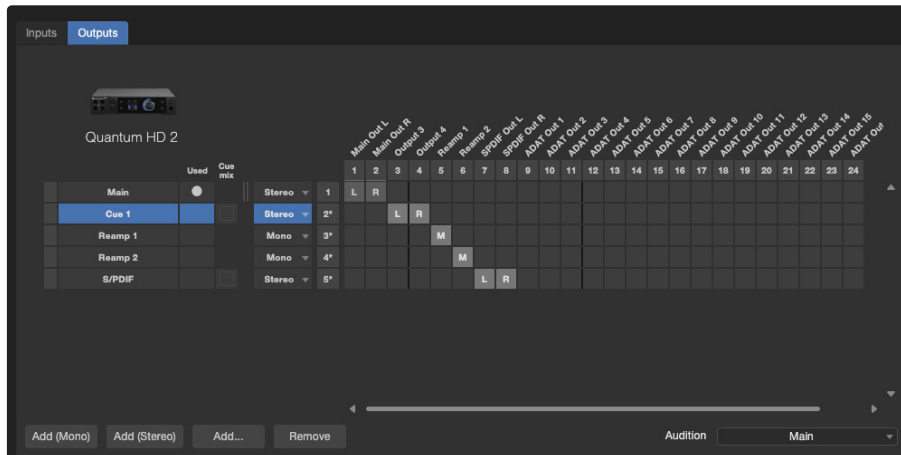 Inputs Outputs
Quantum HD 2
Used Cue mix
Main Out L Main Out R Output 3 Output 4 Reamp 1 Reamp 2 SPDIF Out L SPDIF Out R ADAT Out 1 ADAT Out 2 ADAT Out 3 ADAT Out 4 ADAT Out 5 ADAT Out 6 ADAT Out 7 ADAT Out 8 ADAT Out 9 ADAT Out 10 ADAT Out 11 ADAT Out 12 ADAT Out 13 ADAT Out 14 ADAT Out 15 ADAT Out
1 2 3 4 5 6 7 8 9 10 11 12 13 14 15 16 17 18 19 20 21 22 23 24
Main Stereo 1 L R
Cue 1 Stereo 2* L R
Reamp 1 Mono 3* M
Reamp 2 Mono 4* M
S/PDIF Stereo 5* L R
Add (Mono) Add (Stereo) Add... Remove Audition Main